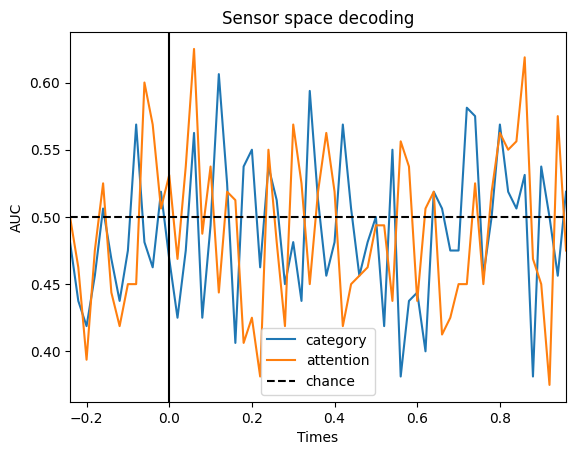 Sensor space decoding
AUC
0.60
0.55
0.50
0.45
0.40
category
attention
chance
−0.2
0.0
0.2
0.4
0.6
0.8
Times